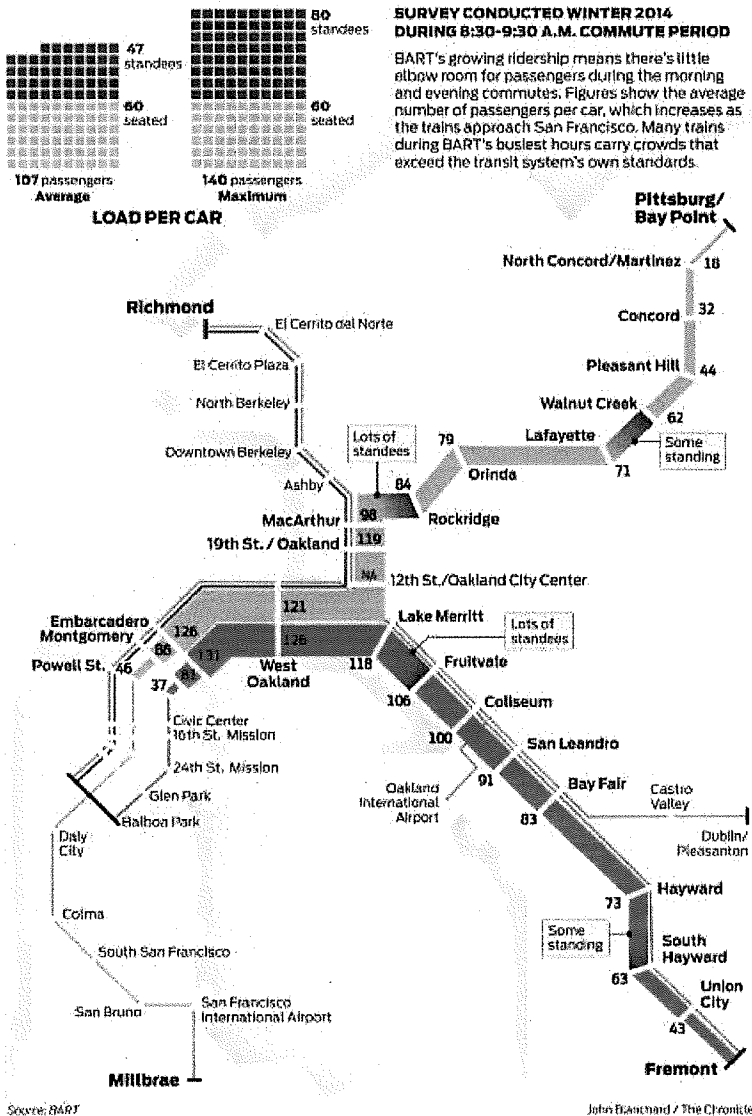 47
standees
60
seated
107 passengers
Average
80
standees
60
seated
140 passengers
Maximum
LOAD PER CAR
SURVEY CONDUCTED WINTER 2014
DURING 8:30-9:30 A.M. COMMUTE PERIOD
BART's growing ridership means there's little
elbow room for passengers during the morning
and evening commutes. Figures show the average
number of passengers per car, which increases as
the trains approach San Francisco. Many trains
during BART's busiest hours carry crowds that
exceed the transit system's own standards.
Pittsburg/
Bay Point
North Concord/Martinez
18
Concord
32
Pleasant Hill
44
Walnut Creek
62
Some
standing
Lafayette
71
Orinda
79
Rockridge
84
Lots of
standees
Richmond
El Cerrito del Norte
El Cerrito Plaza
North Berkeley
Downtown Berkeley
Ashby
MacArthur
98
19th St. / Oakland
119
NA
12th St./Oakland City Center
121
126
West
Oakland
Embarcadero
Montgomery
Powell St.
126
86
46
131
81
37
Civic Center
16th St. Mission
24th St. Mission
Glen Park
Balboa Park
Daly
City
Colma
South San Francisco
San Bruno
San Francisco
International Airport
Millbrae
Lake Merritt
118
Lots of
standees
Fruitvale
106
Coliseum
100
Oakland
International
Airport
San Leandro
91
Bay Fair
83
Castro
Valley
Dublin/
Pleasanton
Hayward
73
Some
standing
South
Hayward
63
Union
City
43
Fremont
Source: BART
John Blanchard / The Chronicle